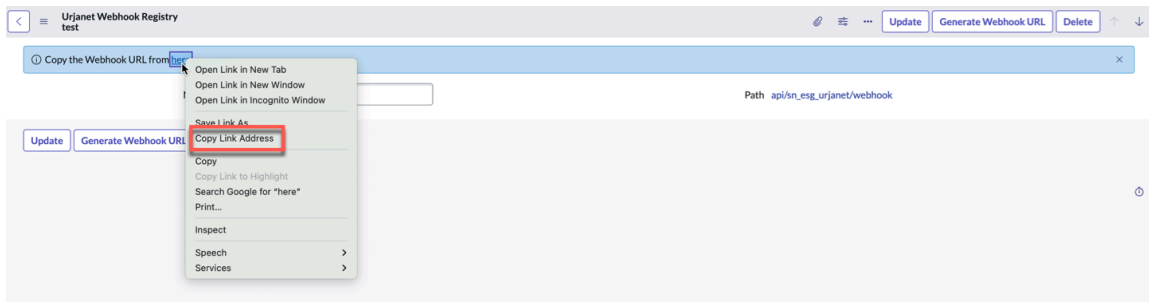 Urjanet Webhook Registry
test
Update
Generate Webhook URL
Delete
Copy the Webhook URL from here
Open Link in New Tab
Open Link in New Window
Open Link in Incognito Window
Path api/sn_esg_urjanet/webhook
Save Link As
Update
Generate Webhook URL
Copy Link Address
Copy
Copy Link to Highlight
Search Google for “here”
Print...
Inspect
Speech
Services